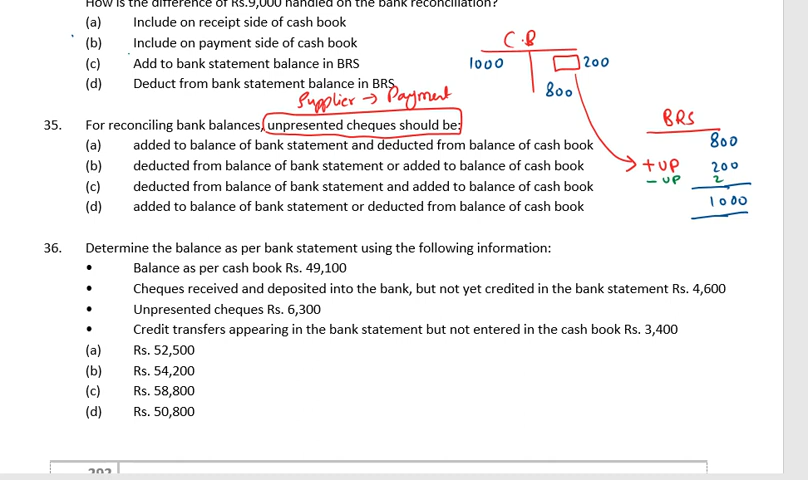 How is the difference of Rs.9,000 handled on the bank reconciliation?
(a) Include on receipt side of cash book
(b) Include on payment side of cash book
(c) Add to bank statement balance in BRS
(d) Deduct from bank statement balance in BRS
C.B
1000 200
800
Supplier → Payment
35. For reconciling bank balances, unpresented cheques should be:
(a) added to balance of bank statement and deducted from balance of cash book
(b) deducted from balance of bank statement or added to balance of cash book
(c) deducted from balance of bank statement and added to balance of cash book
(d) added to balance of bank statement or deducted from balance of cash book
BRS
800
+ UP 200
- UP 2
1000
36. Determine the balance as per bank statement using the following information:
• Balance as per cash book Rs. 49,100
• Cheques received and deposited into the bank, but not yet credited in the bank statement Rs. 4,600
• Unpresented cheques Rs. 6,300
• Credit transfers appearing in the bank statement but not entered in the cash book Rs. 3,400
(a) Rs. 52,500
(b) Rs. 54,200
(c) Rs. 58,800
(d) Rs. 50,800